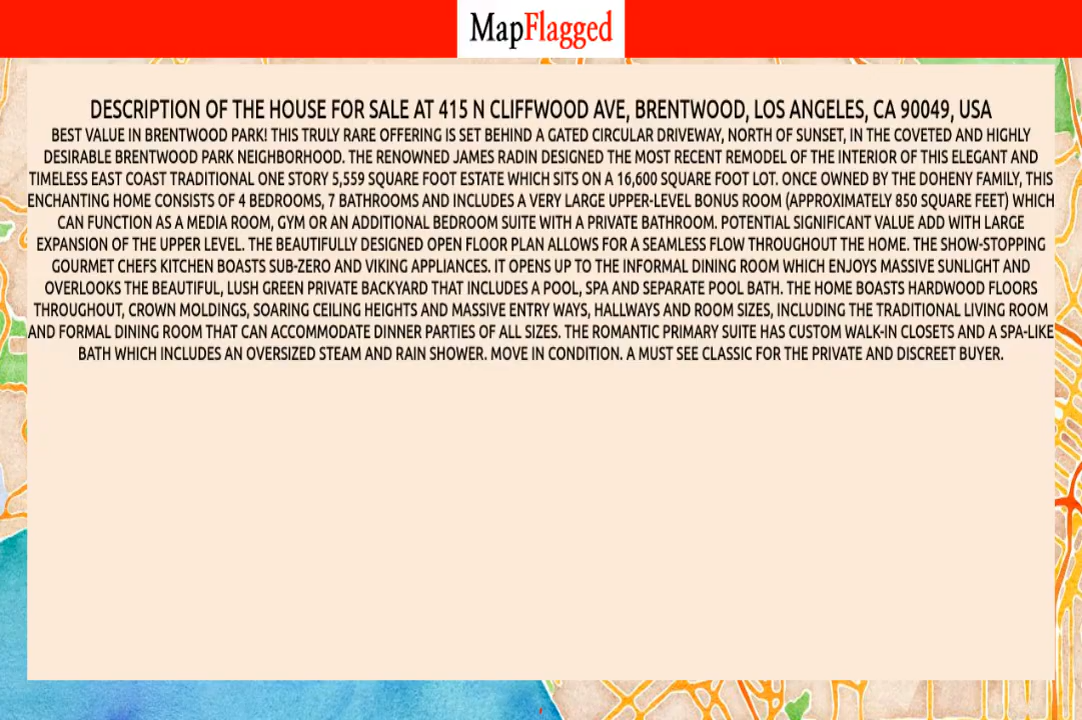 MapFlagged
DESCRIPTION OF THE HOUSE FOR SALE AT 415 N CLIFFWOOD AVE, BRENTWOOD, LOS ANGELES, CA 90049, USA
BEST VALUE IN BRENTWOOD PARK! THIS TRULY RARE OFFERING IS SET BEHIND A GATED CIRCULAR DRIVEWAY, NORTH OF SUNSET, IN THE COVETED AND HIGHLY
DESIRABLE BRENTWOOD PARK NEIGHBORHOOD. THE RENOWNED JAMES RADIN DESIGNED THE MOST RECENT REMODEL OF THE INTERIOR OF THIS ELEGANT AND
TIMELESS EAST COAST TRADITIONAL ONE STORY 5,559 SQUARE FOOT ESTATE WHICH SITS ON A 16,600 SQUARE FOOT LOT. ONCE OWNED BY THE DOHENY FAMILY, THIS
ENCHANTING HOME CONSISTS OF 4 BEDROOMS, 7 BATHROOMS AND INCLUDES A VERY LARGE UPPER-LEVEL BONUS ROOM (APPROXIMATELY 850 SQUARE FEET) WHICH
CAN FUNCTION AS A MEDIA ROOM, GYM OR AN ADDITIONAL BEDROOM SUITE WITH A PRIVATE BATHROOM. POTENTIAL SIGNIFICANT VALUE ADD WITH LARGE
EXPANSION OF THE UPPER LEVEL. THE BEAUTIFULLY DESIGNED OPEN FLOOR PLAN ALLOWS FOR A SEAMLESS FLOW THROUGHOUT THE HOME. THE SHOW-STOPPING
GOURMET CHEFS KITCHEN BOASTS SUB-ZERO AND VIKING APPLIANCES. IT OPENS UP TO THE INFORMAL DINING ROOM WHICH ENJOYS MASSIVE SUNLIGHT AND
OVERLOOKS THE BEAUTIFUL, LUSH GREEN PRIVATE BACKYARD THAT INCLUDES A POOL, SPA AND SEPARATE POOL BATH. THE HOME BOASTS HARDWOOD FLOORS
THROUGHOUT, CROWN MOLDINGS, SOARING CEILING HEIGHTS AND MASSIVE ENTRY WAYS, HALLWAYS AND ROOM SIZES, INCLUDING THE TRADITIONAL LIVING ROOM
AND FORMAL DINING ROOM THAT CAN ACCOMMODATE DINNER PARTIES OF ALL SIZES. THE ROMANTIC PRIMARY SUITE HAS CUSTOM WALK-IN CLOSETS AND A SPA-LIKE
BATH WHICH INCLUDES AN OVERSIZED STEAM AND RAIN SHOWER. MOVE IN CONDITION. A MUST SEE CLASSIC FOR THE PRIVATE AND DISCREET BUYER.